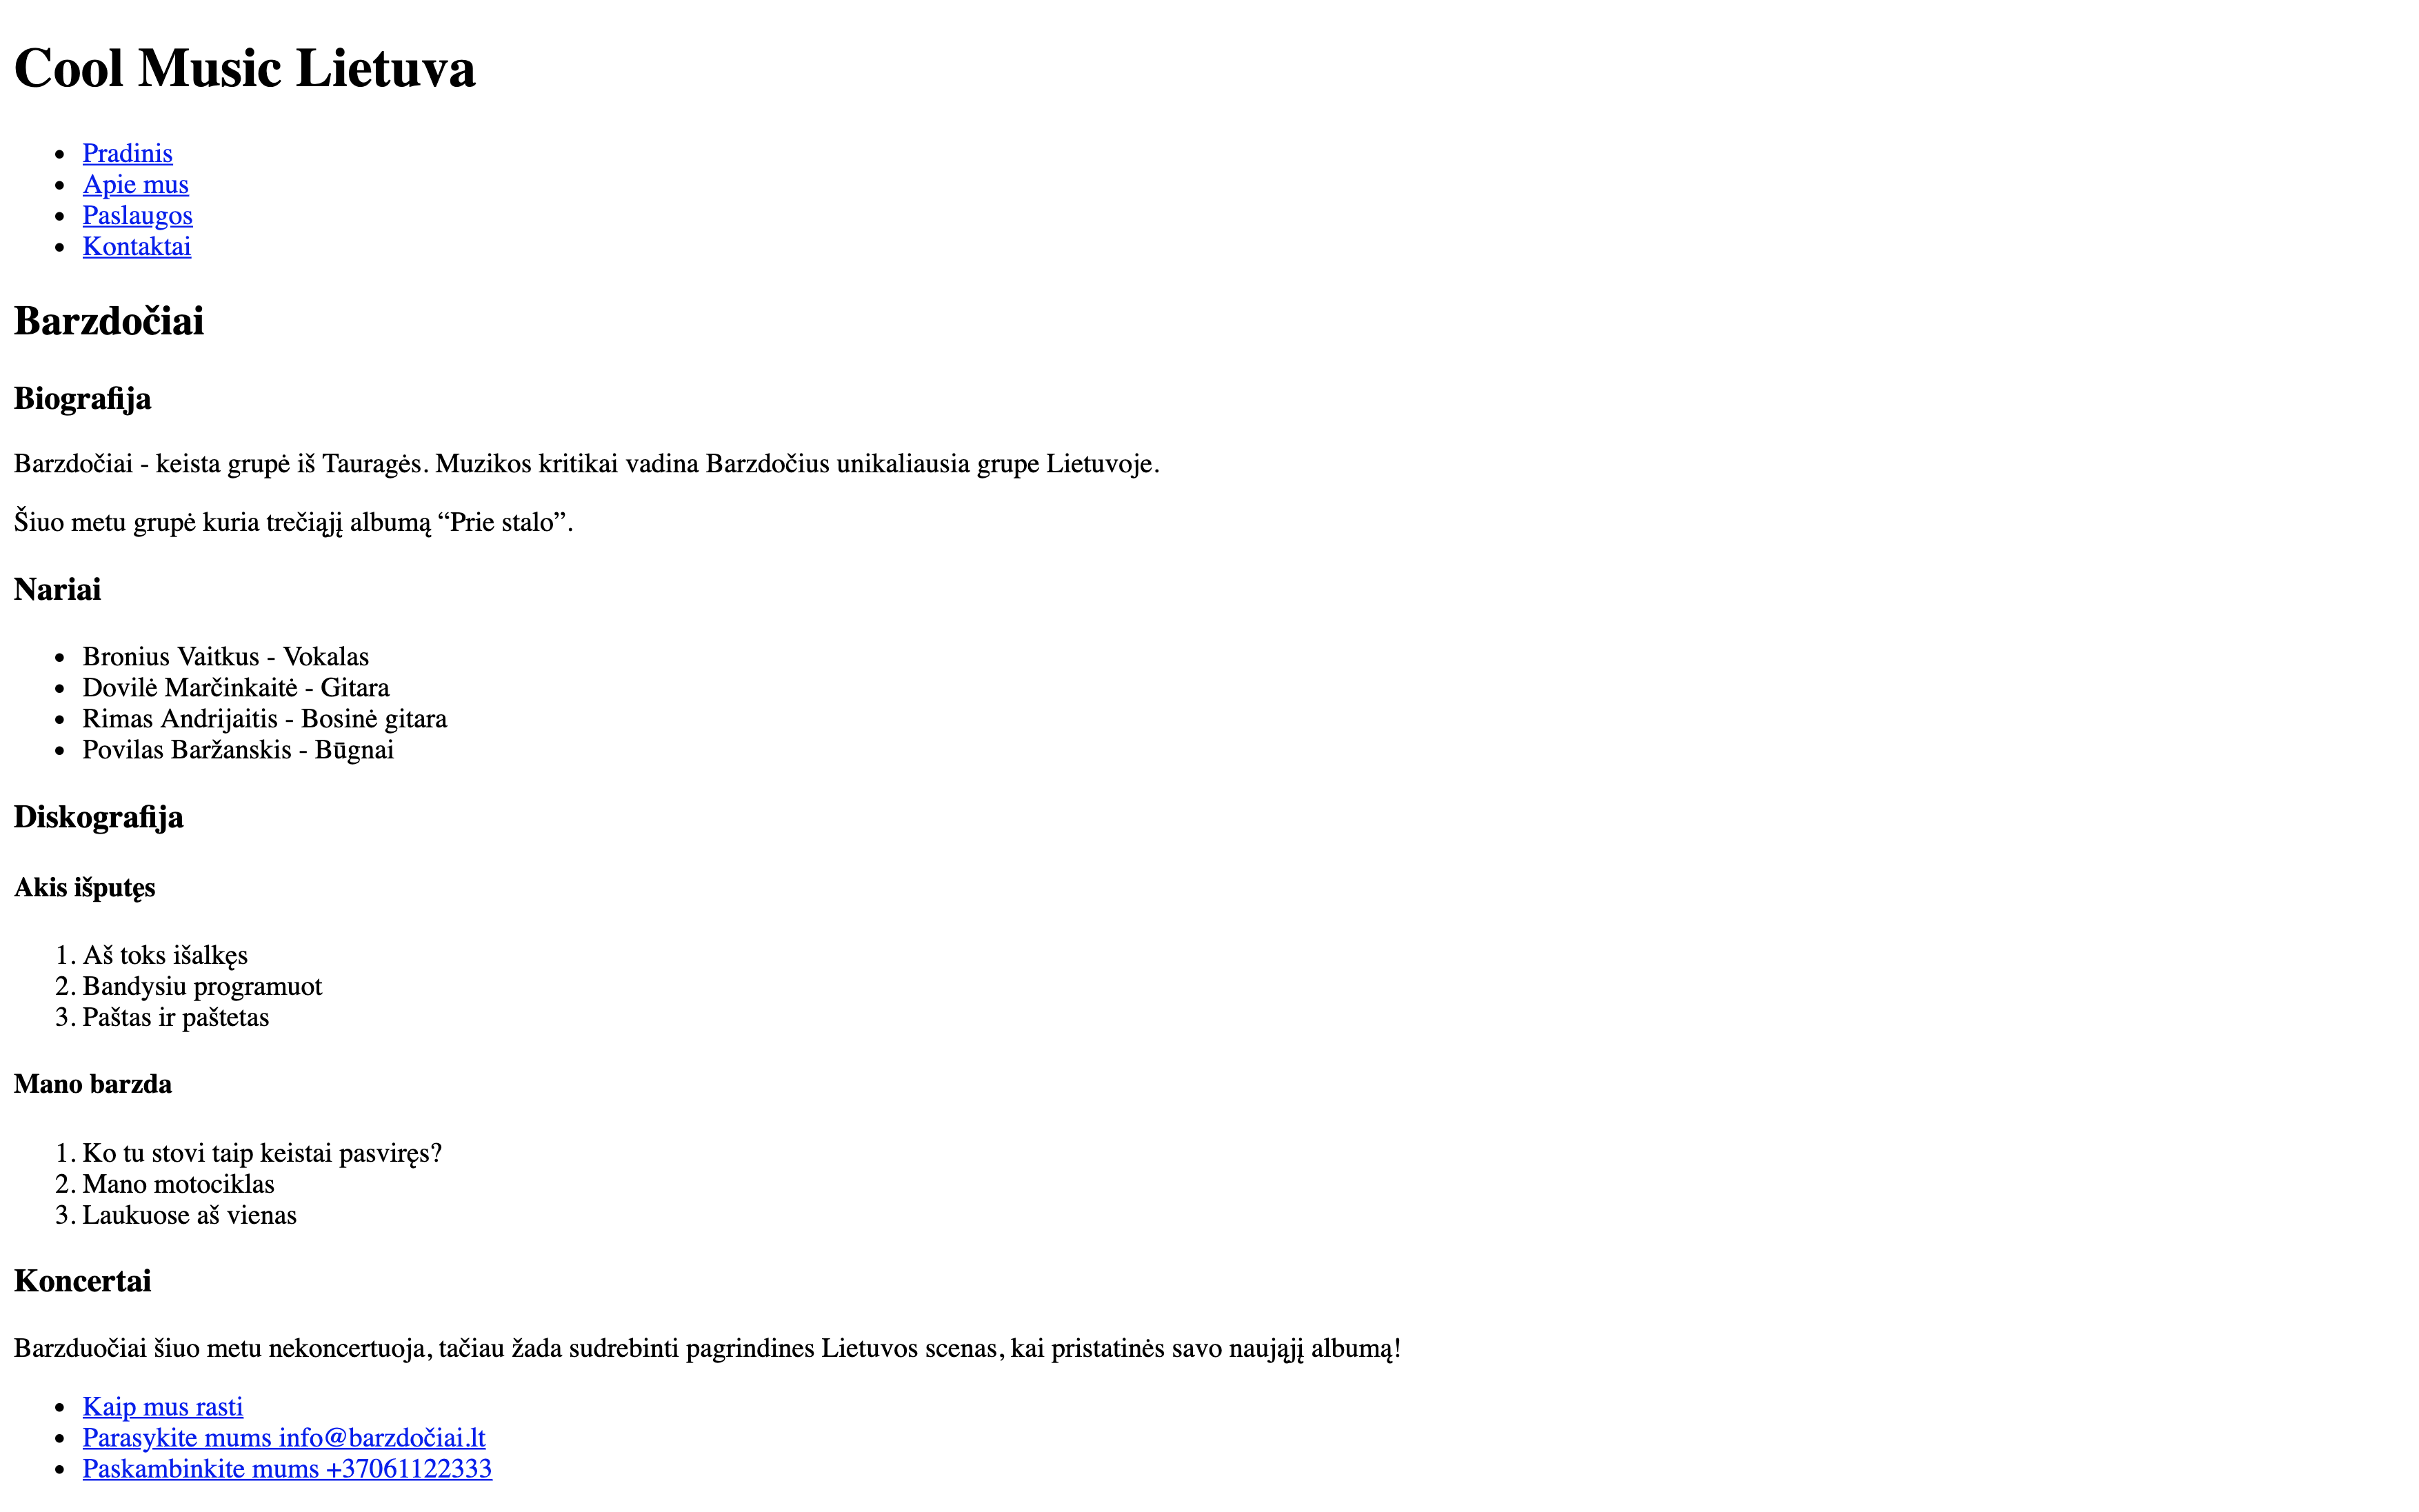 Cool Music Lietuva
• Pradinis
• Apie mus
• Paslaugos
• Kontaktai
Barzdočiai
Biografija
Barzdočiai - keista grupė iš Tauragės. Muzikos kritikai vadina Barzdočius unikaliausia grupe Lietuvoje.
Šiuo metu grupė kuria trečiąjį albumą “Prie stalo”.
Nariai
• Bronius Vaitkus - Vokalas
• Dovilė Marčinkaitė - Gitara
• Rimas Andrijaitis - Bosinė gitara
• Povilas Baržanskis - Būgnai
Diskografija
Akis išputęs
1. Aš toks išalkęs
2. Bandysiu programuot
3. Paštas ir paštetas
Mano barzda
1. Ko tu stovi taip keistai pasviręs?
2. Mano motociklas
3. Laukuose aš vienas
Koncertai
Barzduočiai šiuo metu nekoncertuoja, tačiau žada sudrebinti pagrindines Lietuvos scenas, kai pristatinės savo naująjį albumą!
• Kaip mus rasti
• Parasykite mums info@barzdočiai.lt
• Paskambinkite mums +37061122333